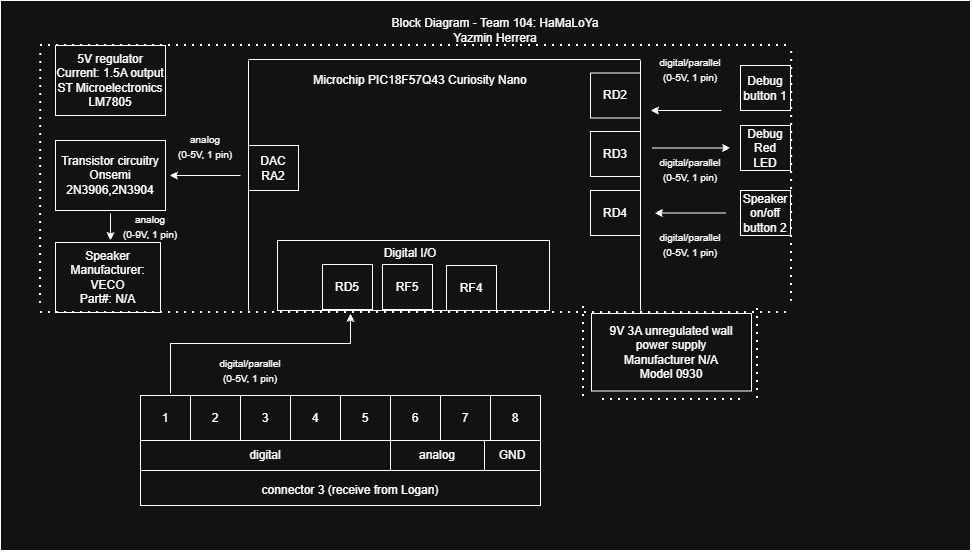 Block Diagram - Team 104: HaMaLoYa
Yazmin Herrera
5V regulator
Current: 1.5A output
ST Microelectronics
LM7805
Microchip PIC18F57Q43 Curiosity Nano
digital/parallel
(0-5V, 1 pin)
RD2
Debug
button 1
analog
(0-5V, 1 pin)
Transistor circuitry
Onsemi
2N3906,2N3904
DAC
RA2
RD3
digital/parallel
(0-5V, 1 pin)
Debug
Red
LED
analog
(0-9V, 1 pin)
RD4
digital/parallel
(0-5V, 1 pin)
Speaker
on/off
button 2
Speaker
Manufacturer:
VECO
Part#: N/A
Digital I/O
RD5
RF5
RF4
9V 3A unregulated wall
power supply
Manufacturer N/A
Model 0930
digital/parallel
(0-5V, 1 pin)
1 2 3 4 5 6 7 8
digital analog GND
connector 3 (receive from Logan)